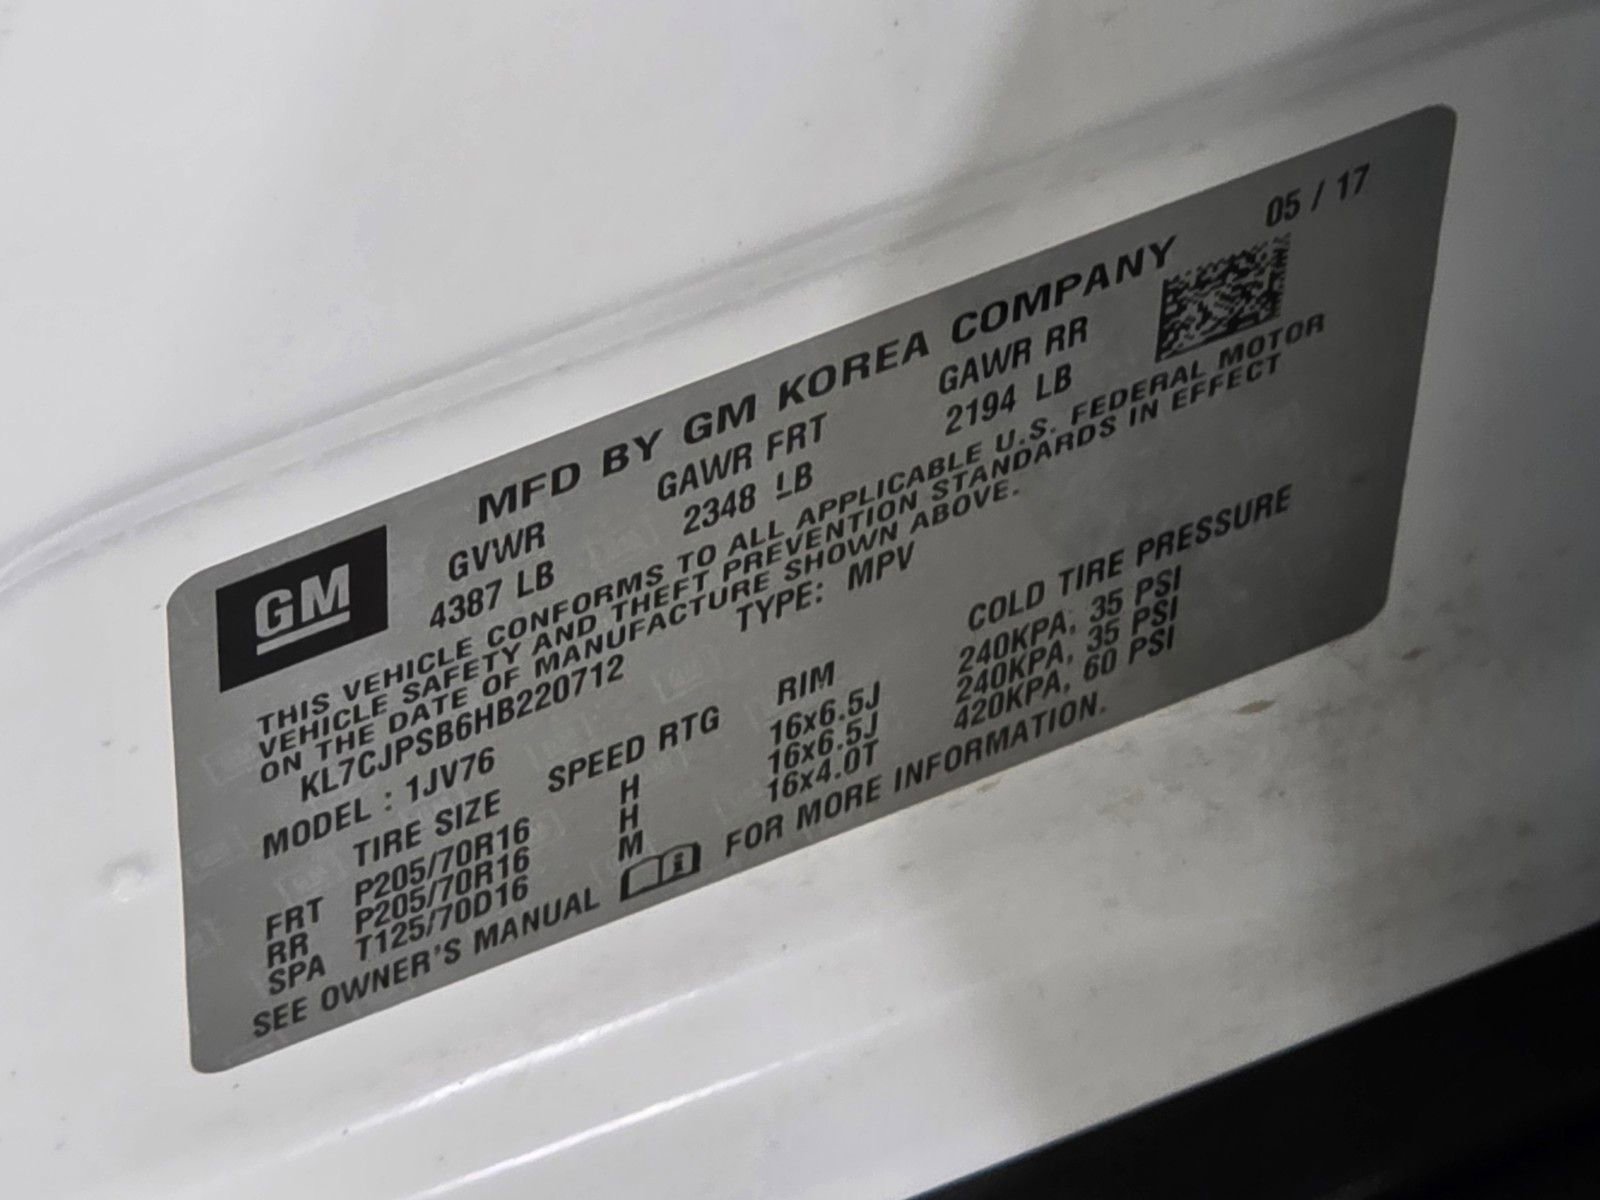 05 / 17
MFD BY GM KOREA COMPANY
GM
GVWR GAWR FRT GAWR RR
4387 LB 2348 LB 2194 LB
THIS VEHICLE CONFORMS TO ALL APPLICABLE U.S. FEDERAL MOTOR
VEHICLE SAFETY AND THEFT PREVENTION STANDARDS IN EFFECT
ON THE DATE OF MANUFACTURE SHOWN ABOVE.
KL7CJPSB6HB220712 TYPE: MPV
MODEL : 1JV76
TIRE SIZE SPEED RTG RIM COLD TIRE PRESSURE
FRT P205/70R16 H 16x6.5J 240KPA, 35 PSI
RR P205/70R16 H 16x6.5J 240KPA, 35 PSI
SPA T125/70D16 M 16x4.0T 420KPA, 60 PSI
SEE OWNER'S MANUAL i FOR MORE INFORMATION.